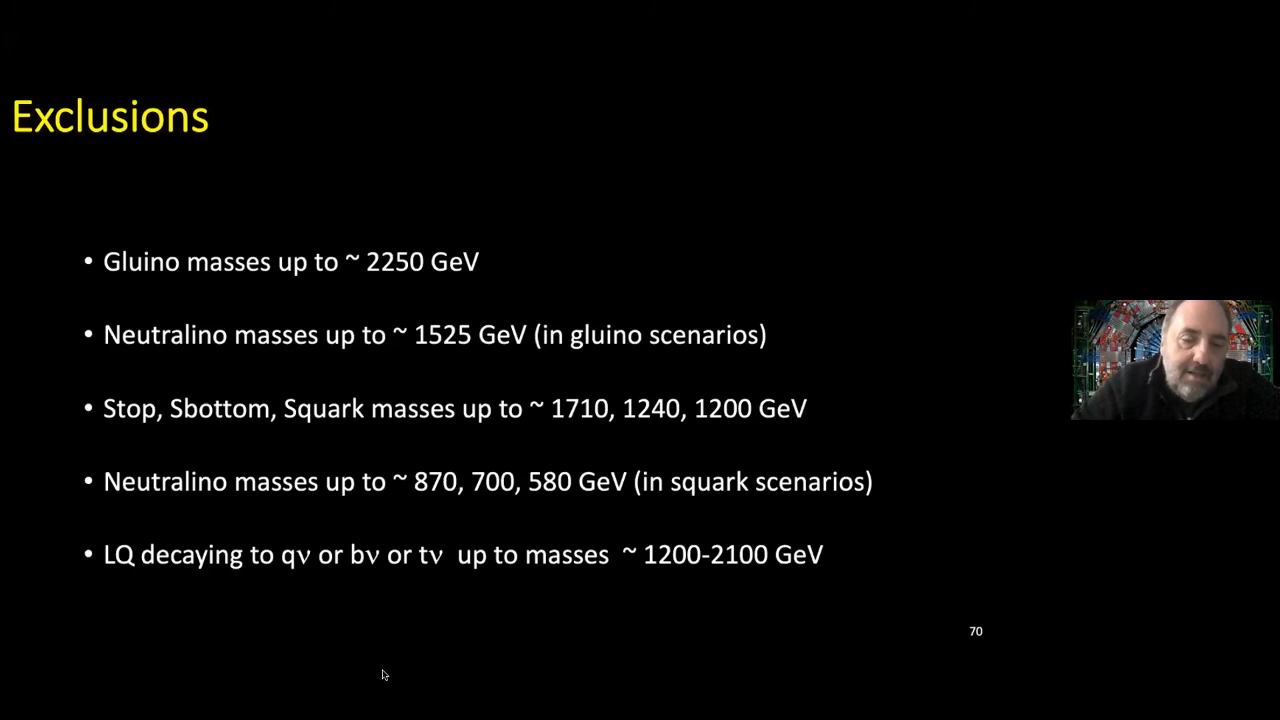 Exclusions
• Gluino masses up to ~ 2250 GeV
• Neutralino masses up to ~ 1525 GeV (in gluino scenarios)
• Stop, Sbottom, Squark masses up to ~ 1710, 1240, 1200 GeV
• Neutralino masses up to ~ 870, 700, 580 GeV (in squark scenarios)
• LQ decaying to qν or bν or tν up to masses ~ 1200-2100 GeV
70